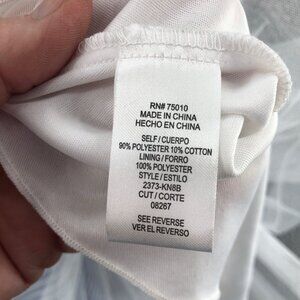 RN# 75010
MADE IN CHINA
HECHO EN CHINA
SELF / CUERPO
90% POLYESTER 10% COTTON
LINING / FORRO
100% POLYESTER
STYLE / ESTILO
2373-KN8B
CUT / CORTE
08267
SEE REVERSE
VER EL REVERSO